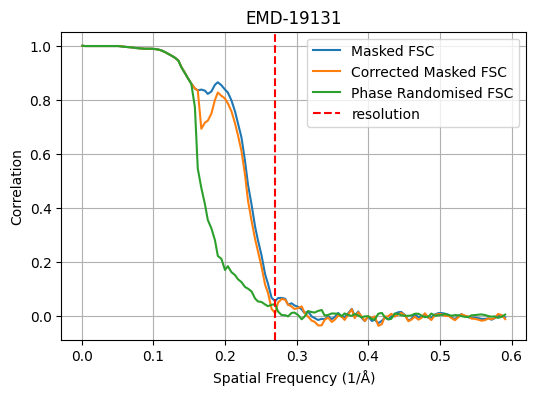 EMD-19131
Masked FSC
Corrected Masked FSC
Phase Randomised FSC
resolution
Correlation
1.0
0.8
0.6
0.4
0.2
0.0
0.0 0.1 0.2 0.3 0.4 0.5 0.6
Spatial Frequency (1/Å)